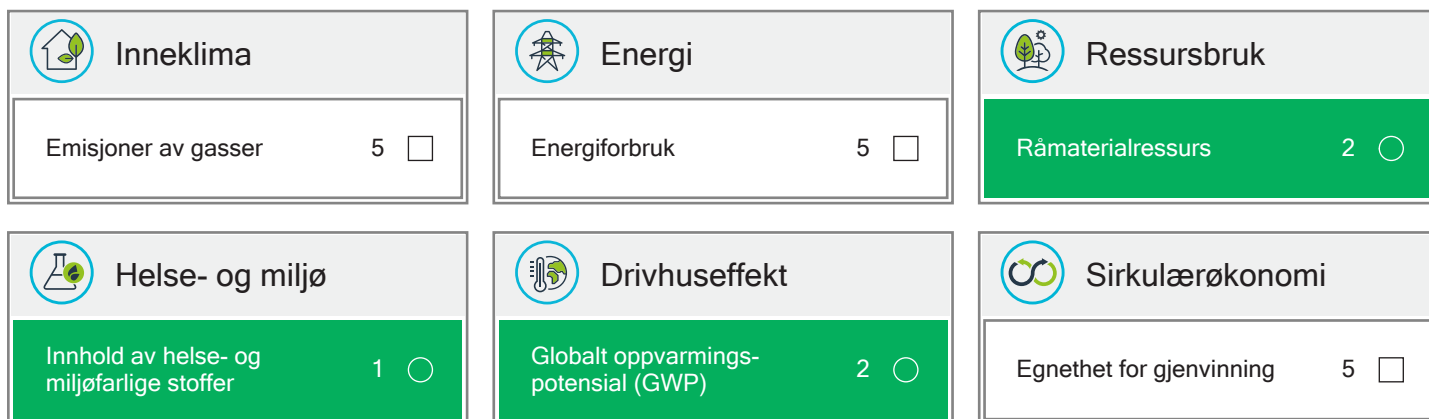 Inneklima
Emisjoner av gasser 5
Energi
Energiforbruk 5
Ressursbruk
Råmaterialressurs 2
Helse- og miljø
Innhold av helse- og
miljøfarlige stoffer 1
Drivhuseffekt
Globalt oppvarmings-
potensial (GWP) 2
Sirkulærøkonomi
Egnethet for gjenvinning 5